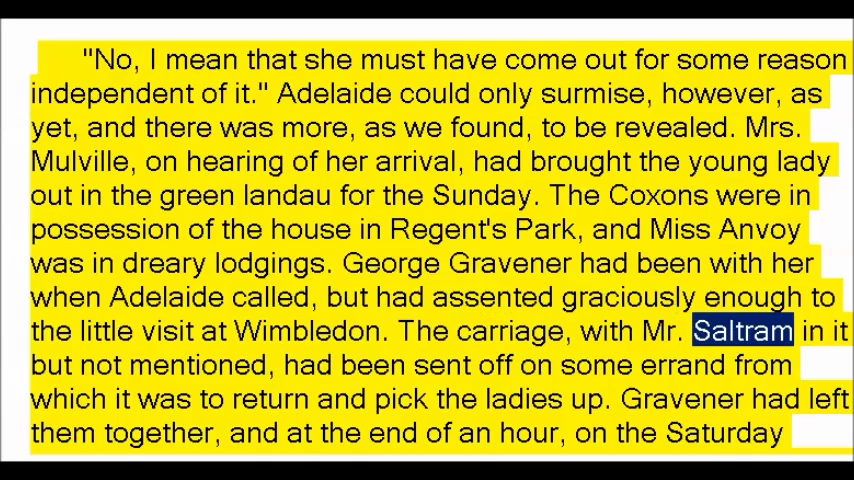 "No, I mean that she must have come out for some reason
independent of it." Adelaide could only surmise, however, as
yet, and there was more, as we found, to be revealed. Mrs.
Mulville, on hearing of her arrival, had brought the young lady
out in the green landau for the Sunday. The Coxons were in
possession of the house in Regent's Park, and Miss Anvoy
was in dreary lodgings. George Gravener had been with her
when Adelaide called, but had assented graciously enough to
the little visit at Wimbledon. The carriage, with Mr. Saltram in it
but not mentioned, had been sent off on some errand from
which it was to return and pick the ladies up. Gravener had left
them together, and at the end of an hour, on the Saturday